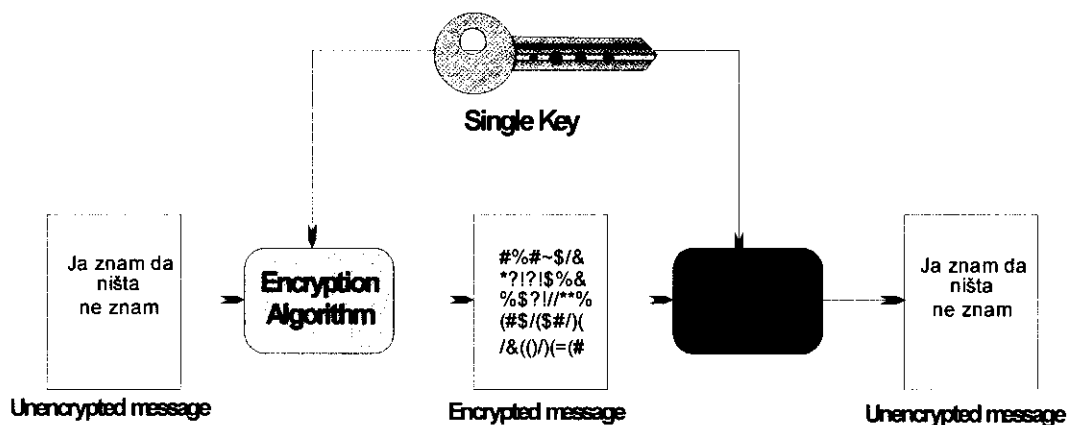 Single Key
Ja znam da
ništa
ne znam
Encryption
Algorithm
#%#~$/&
*?!?!$%&
%$?!//**%
(#$/($#/)(
/&(()/)(=(#
Ja znam da
ništa
ne znam
Unencrypted message
Encrypted message
Unencrypted message